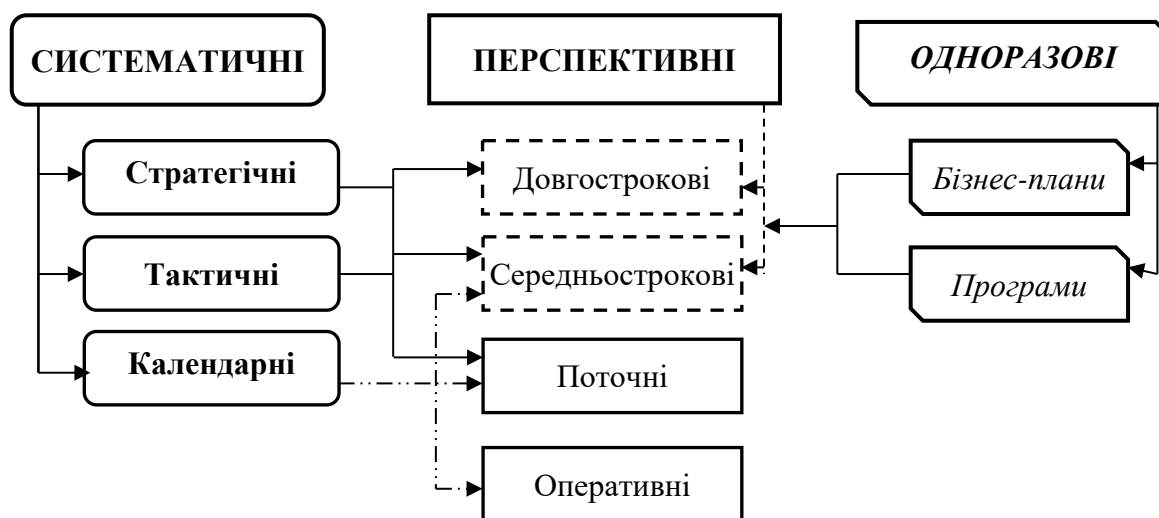 СИСТЕМАТИЧНІ
ПЕРСПЕКТИВНІ
ОДНОРАЗОВІ
Стратегічні
Довгострокові
Бізнес-плани
Тактичні
Середньострокові
Програми
Календарні
Поточні
Оперативні